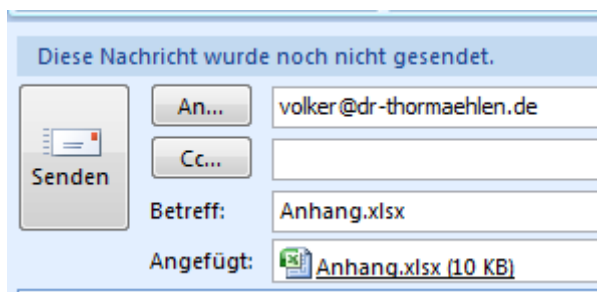 Diese Nachricht wurde noch nicht gesendet.
An...
volker@dr-thormaehlen.de
Cc...
Senden
Betreff:
Anhang.xlsx
Angefügt:
Anhang.xlsx (10 KB)